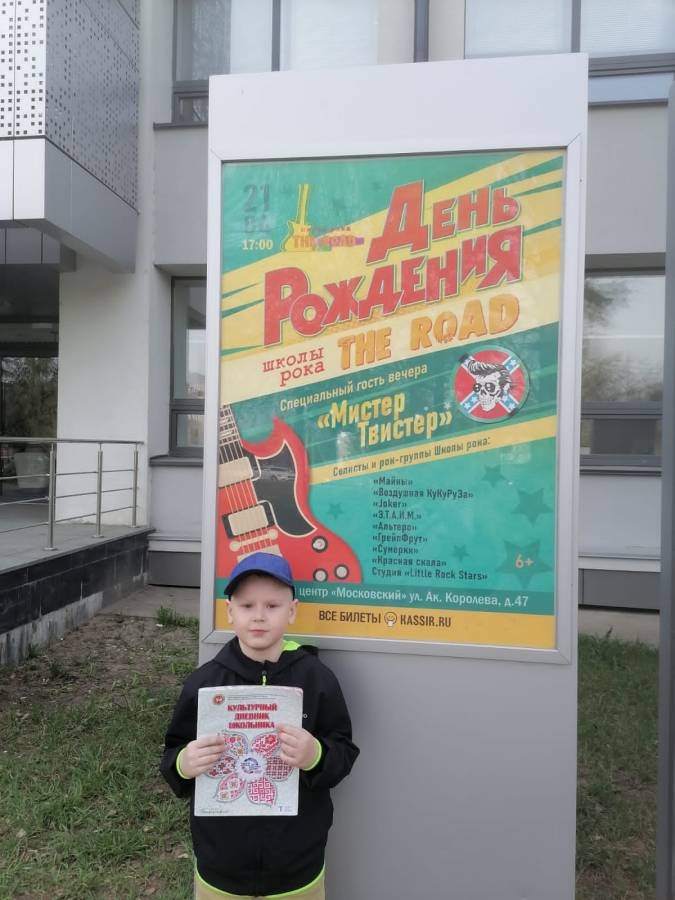 21
17:00
THE ROAD
День
Рождения
школы
рока
THE ROAD
Специальный гость вечера
«Мистер
Твистер»
Солисты и рок-группы Школы рока:
«Майны»
«Воздушная КуКуРуЗа»
«Joker»
«Э.Т.А.И.М.»
«Альтеро»
«ГрейпФрут»
«Сумерки»
«Красная скала»
Студия «Little Rock Stars»
6+
центр «Московский» ул. Ак. Королева, д.47
ВСЕ БИЛЕТЫ KASSIR.RU
КУЛЬТУРНЫЙ
ДНЕВНИК
ШКОЛЬНИКА